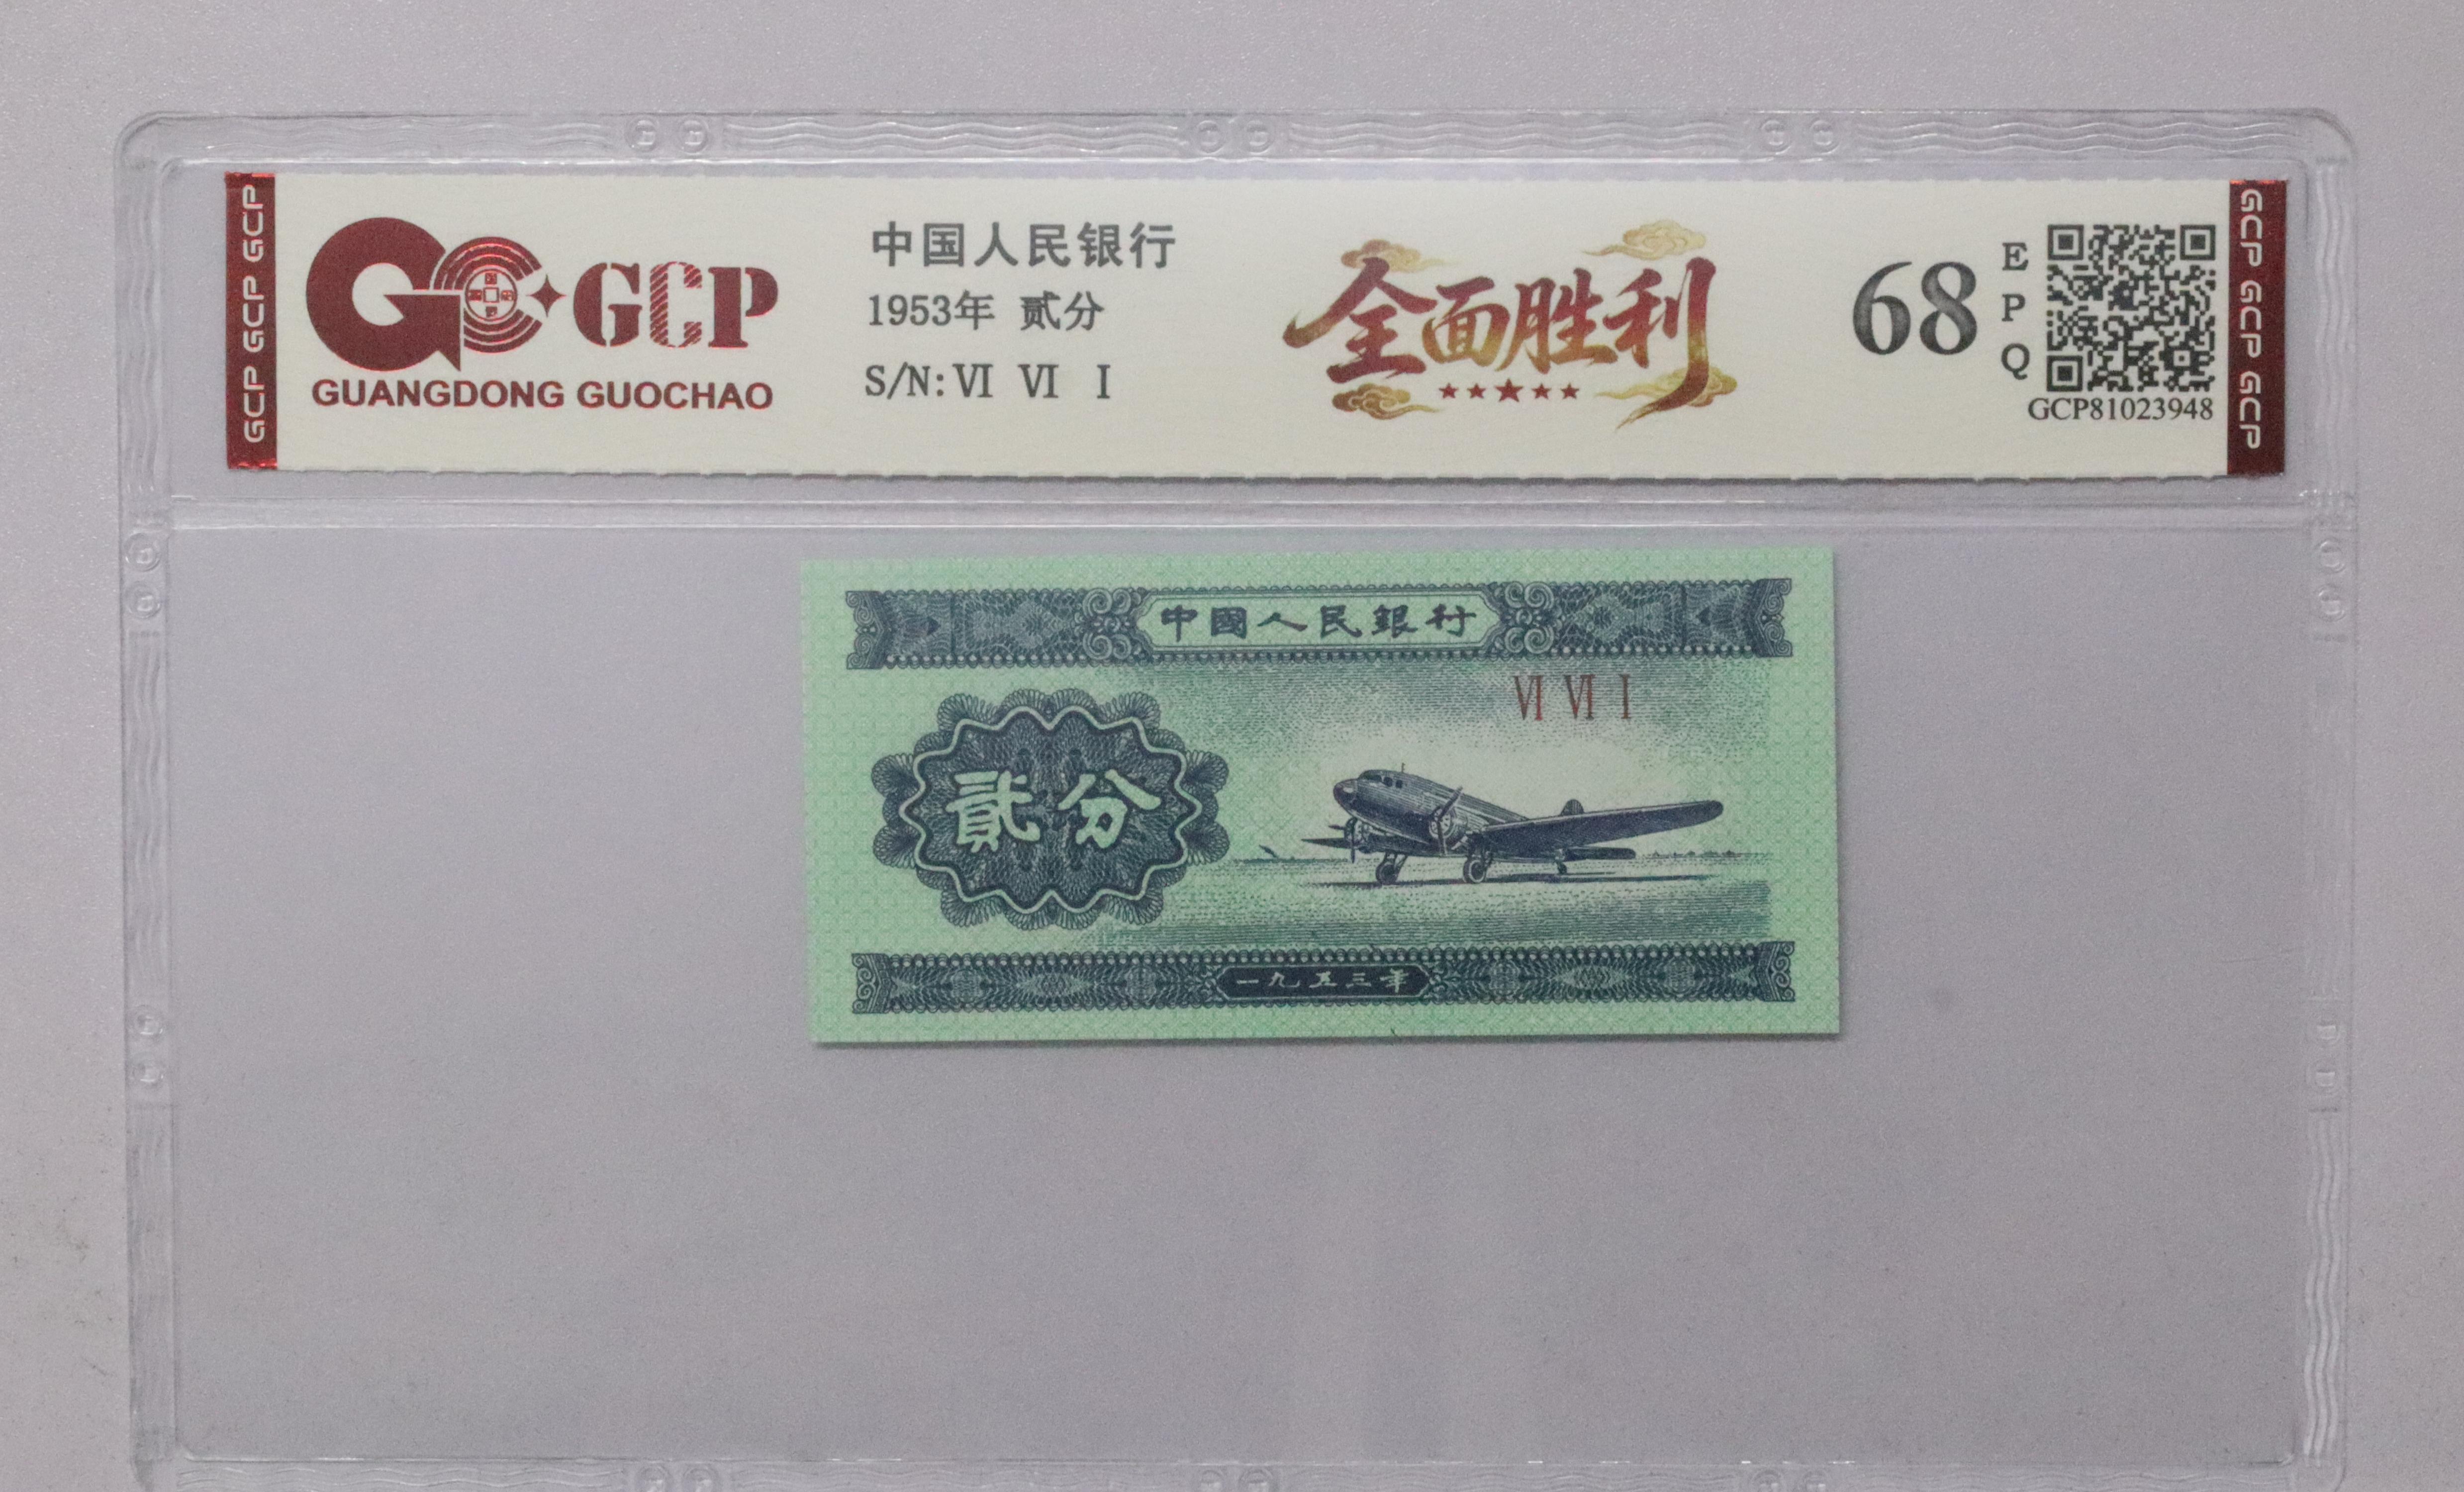 GCP GCP GCP
GCP
GUANGDONG GUOCHAO
中国人民银行
1953年 贰分
S/N:Ⅵ Ⅵ Ⅰ
全面胜利
68
E
P
Q
GCP81023948
GCP GCP GCP
中國人民銀行
Ⅵ Ⅵ Ⅰ
貳分
一九五三年